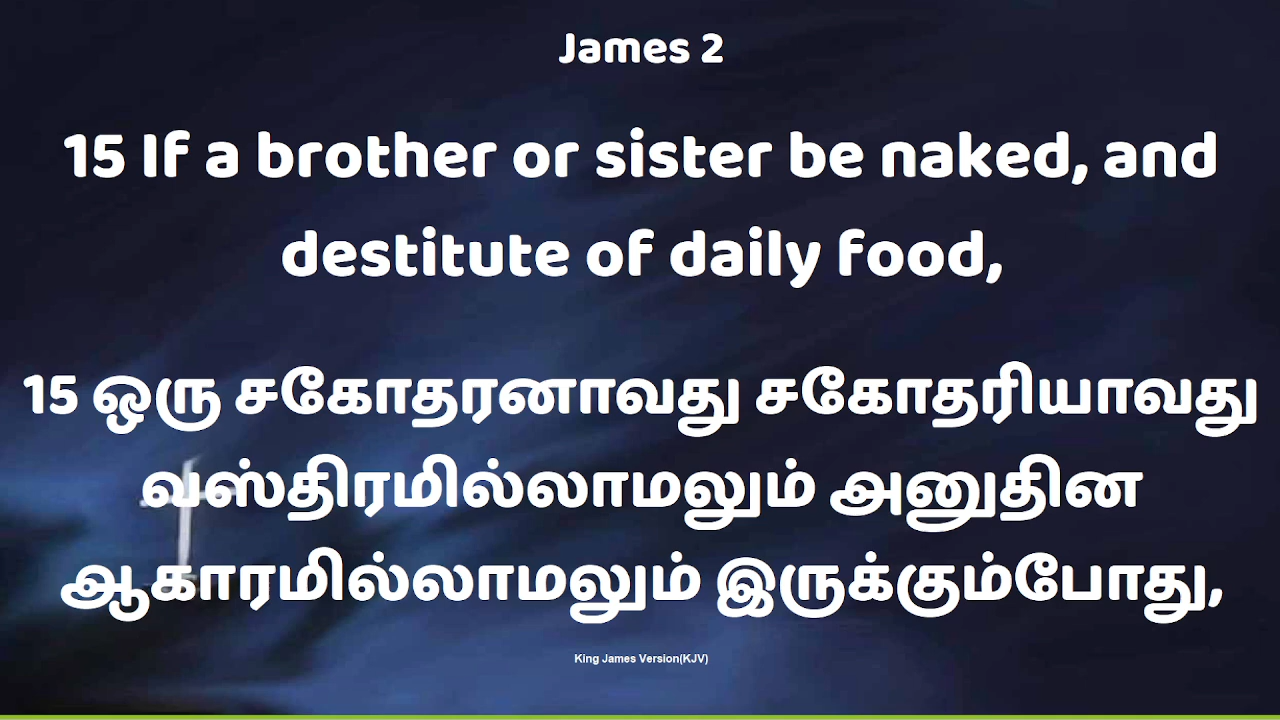 James 2
15 If a brother or sister be naked, and
destitute of daily food,
15 ஒரு சகோதரனாவது சகோதரியாவது
வஸ்திரமில்லாமலும் அனுதின
ஆகாரமில்லாமலும் இருக்கும்போது,
King James Version(KJV)